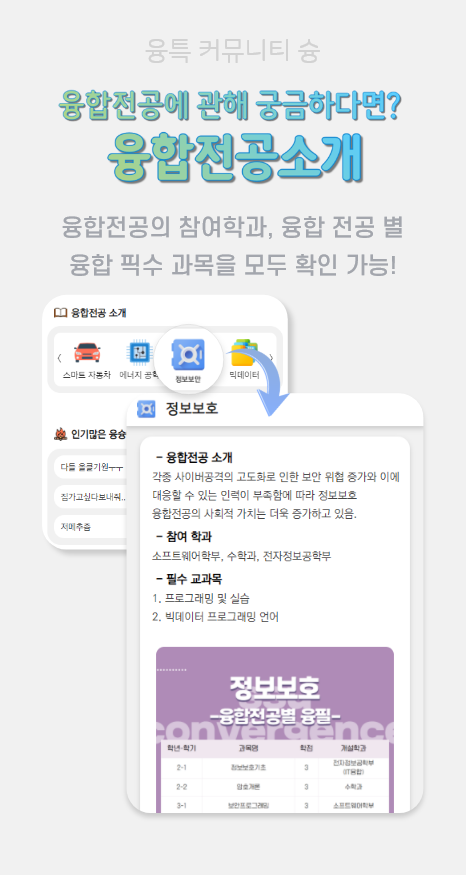 융특 커뮤니티 슝
융합전공에 관해 궁금하다면?
융합전공소개
융합전공의 참여학과, 융합 전공 별
융합 픽수 과목을 모두 확인 가능!
융합전공 소개
스마트 자동차
에너지 공학
정보보안
빅데이터
정보보호
인기많은 융슝
다들 올클기원ㅜㅜ
집가고싶다보내줘..
저메추좀
- 융합전공 소개
각종 사이버공격의 고도화로 인한 보안 위협 증가와 이에
대응할 수 있는 인력이 부족함에 따라 정보보호
융합전공의 사회적 가치는 더욱 증가하고 있음.
- 참여 학과
소프트웨어학부, 수학과, 전자정보공학부
- 필수 교과목
1. 프로그래밍 및 실습
2. 빅데이터 프로그래밍 언어
정보보호
-융합전공별 융필-
convergence
학년-학기 과목명 학점 개설학과
2-1 정보보호기초 3 전자정보공학부
(IT융합)
2-2 암호개론 3 수학과
3-1 보안프로그래밍 3 소프트웨어학부